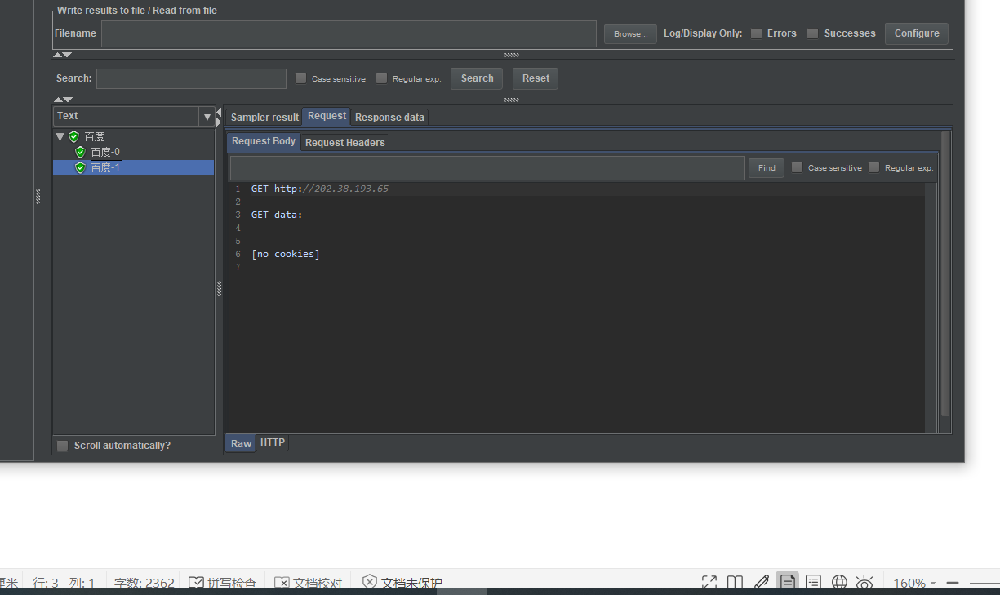 Write results to file / Read from file
Filename Browse... Log/Display Only: Errors Successes Configure
Search: Case sensitive Regular exp. Search Reset
Text
百度
百度-0
百度-1
Scroll automatically?
Sampler result Request Response data
Request Body Request Headers
Find Case sensitive Regular exp.
1 GET http://202.38.193.65
2
3 GET data:
4
5
6 [no cookies]
7
Raw HTTP
厘米 行: 3 列: 1 字数: 2362 拼写检查 文档校对 文档未保护 160%